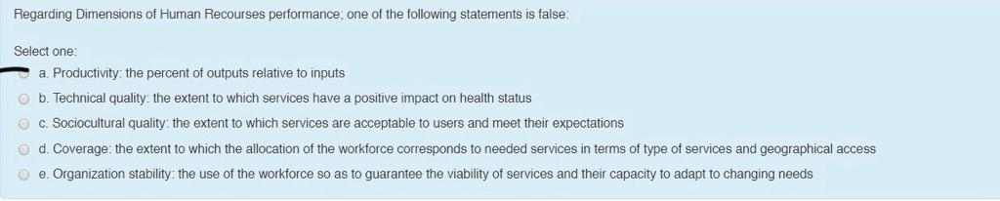 Regarding Dimensions of Human Recourses performance; one of the following statements is false:
Select one:
a. Productivity: the percent of outputs relative to inputs
b. Technical quality: the extent to which services have a positive impact on health status
c. Sociocultural quality: the extent to which services are acceptable to users and meet their expectations
d. Coverage: the extent to which the allocation of the workforce corresponds to needed services in terms of type of services and geographical access
e. Organization stability: the use of the workforce so as to guarantee the viability of services and their capacity to adapt to changing needs